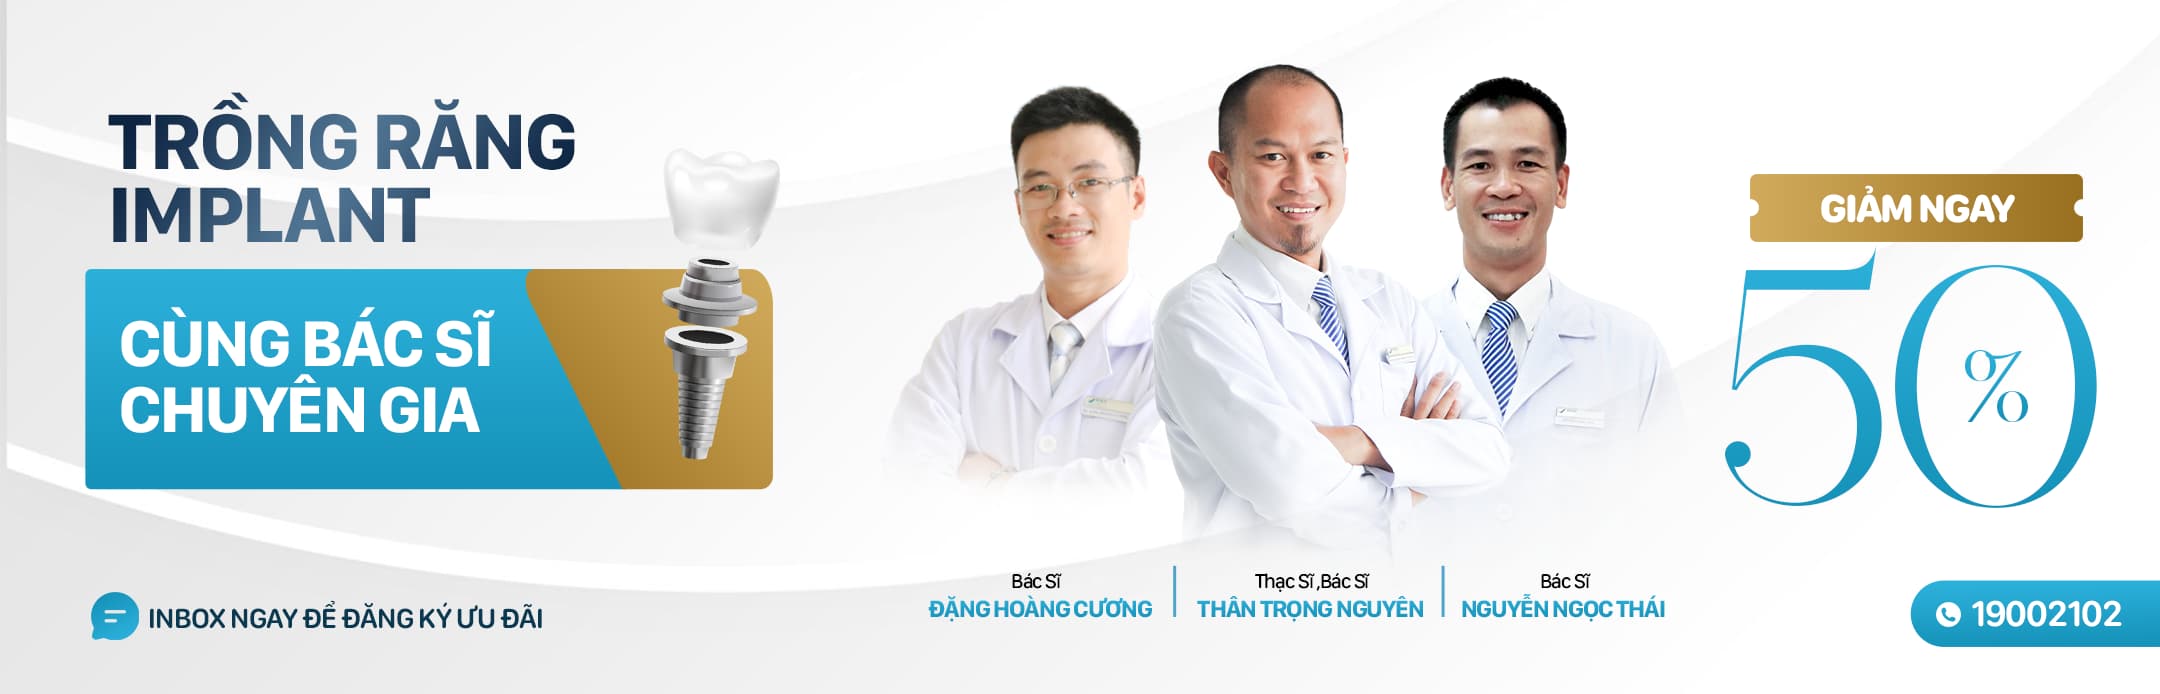 TRỒNG RĂNG
IMPLANT
CÙNG BÁC SĨ
CHUYÊN GIA
INBOX NGAY ĐỂ ĐĂNG KÝ ƯU ĐÃI
Bác Sĩ
ĐẶNG HOÀNG CƯƠNG
Thạc Sĩ ,Bác Sĩ
THÂN TRỌNG NGUYÊN
Bác Sĩ
NGUYỄN NGỌC THÁI
GIẢM NGAY
50%
19002102